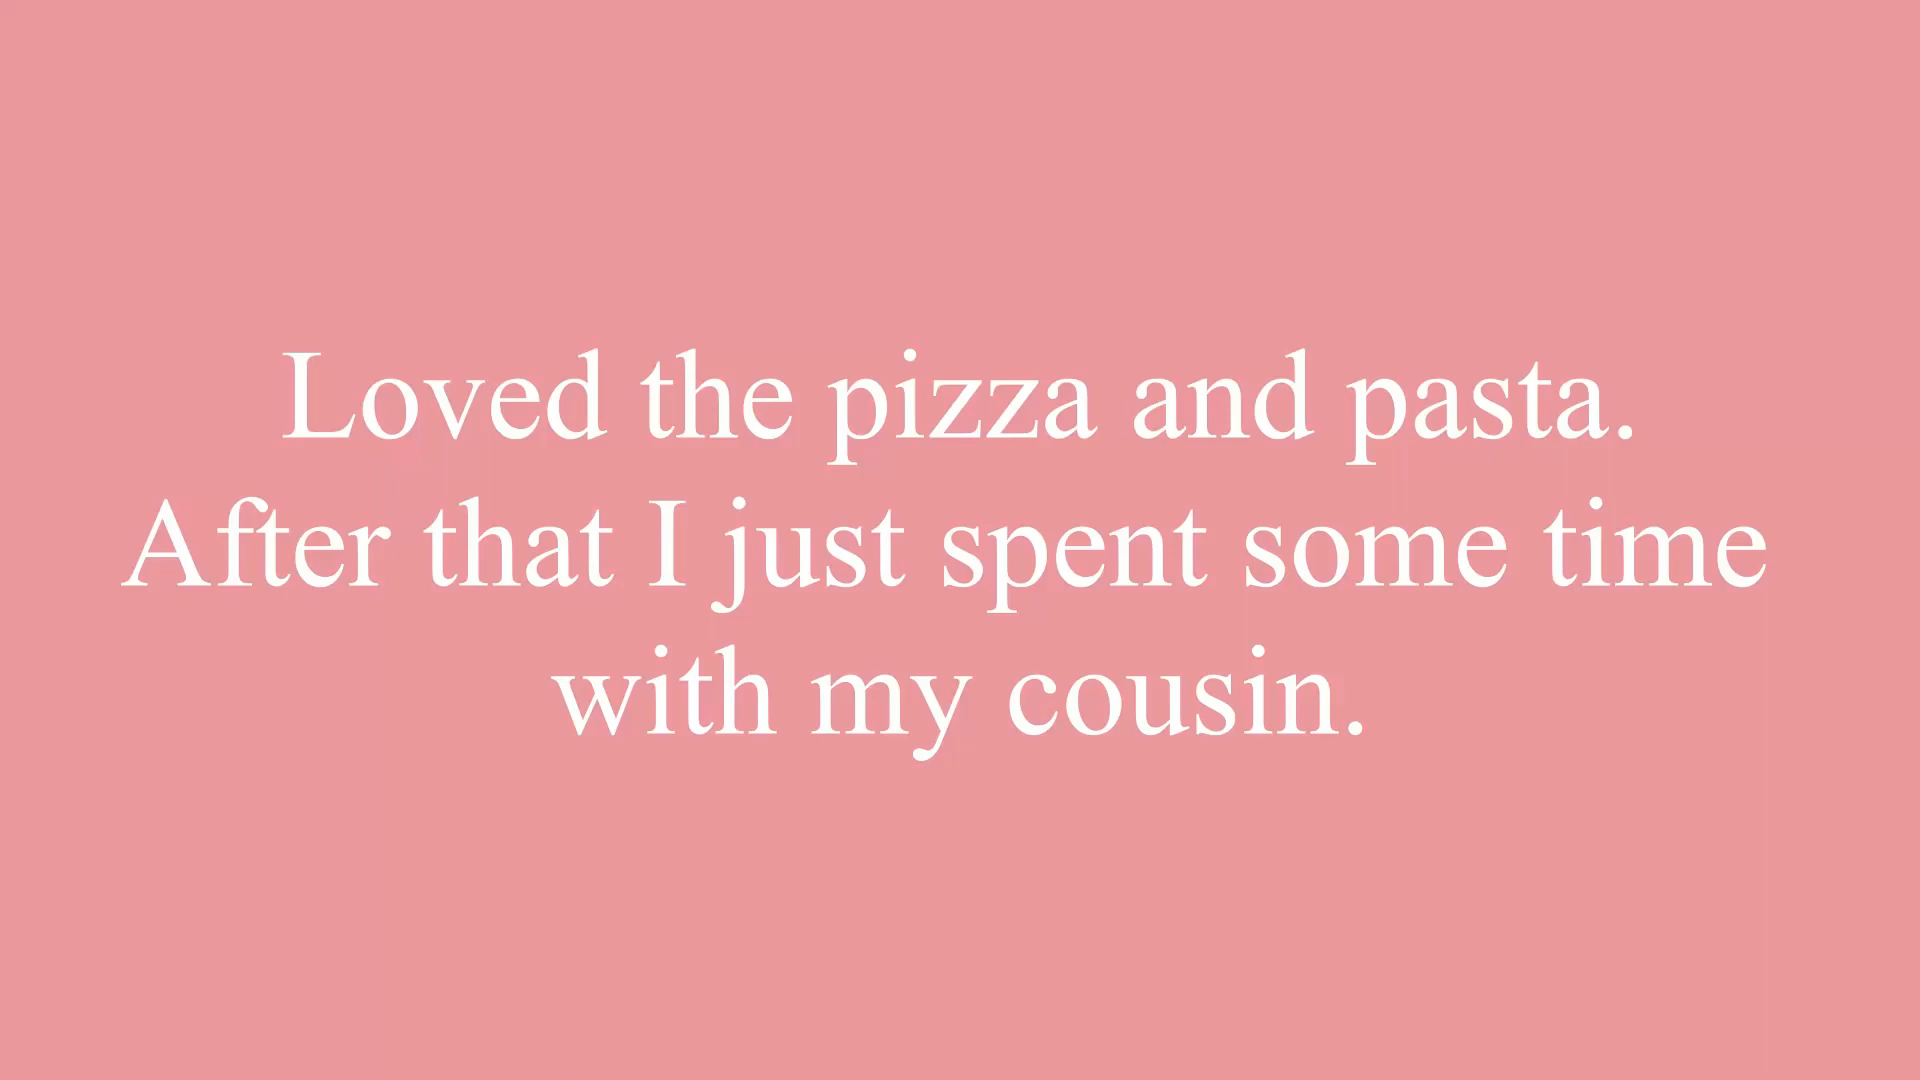 Loved the pizza and pasta.
After that I just spent some time
with my cousin.